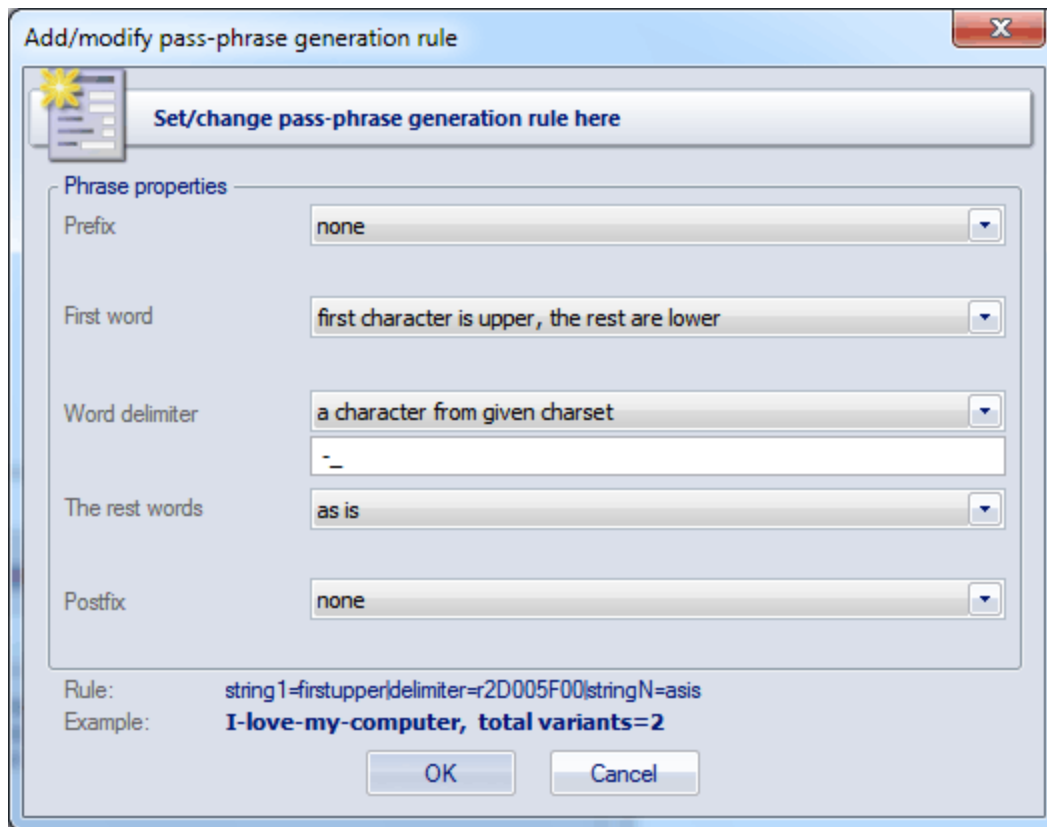 Add/modify pass-phrase generation rule
Set/change pass-phrase generation rule here
Phrase properties
Prefix none
First word first character is upper, the rest are lower
Word delimiter a character from given charset
-_
The rest words as is
Postfix none
Rule: string1=firstupper|delimiter=r2D005F00|stringN=asis
Example: I-love-my-computer, total variants=2
OK Cancel